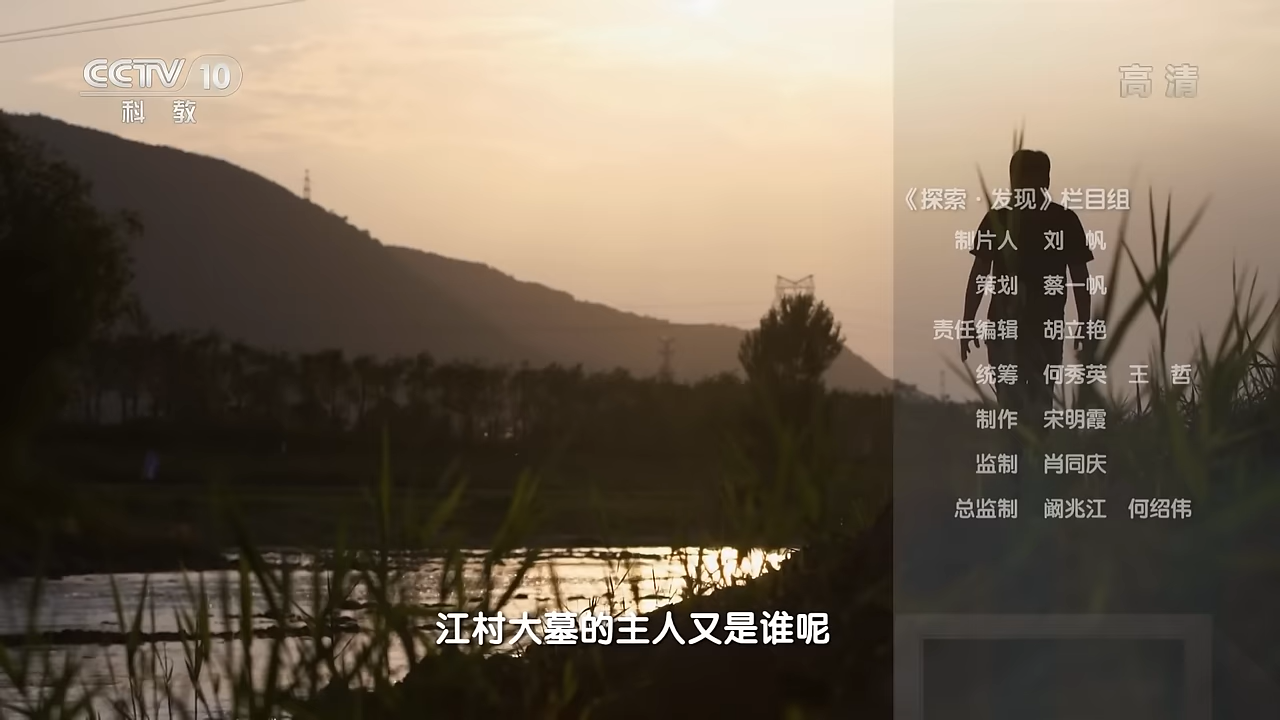 CCTV 10
科 教
高清
《探索·发现》栏目组
制片人 刘 帆
策划 蔡一帆
责任编辑 胡立艳
统筹 何秀英 王 哲
制作 宋明霞
监制 肖同庆
总监制 阚兆江 何绍伟
江村大墓的主人又是谁呢